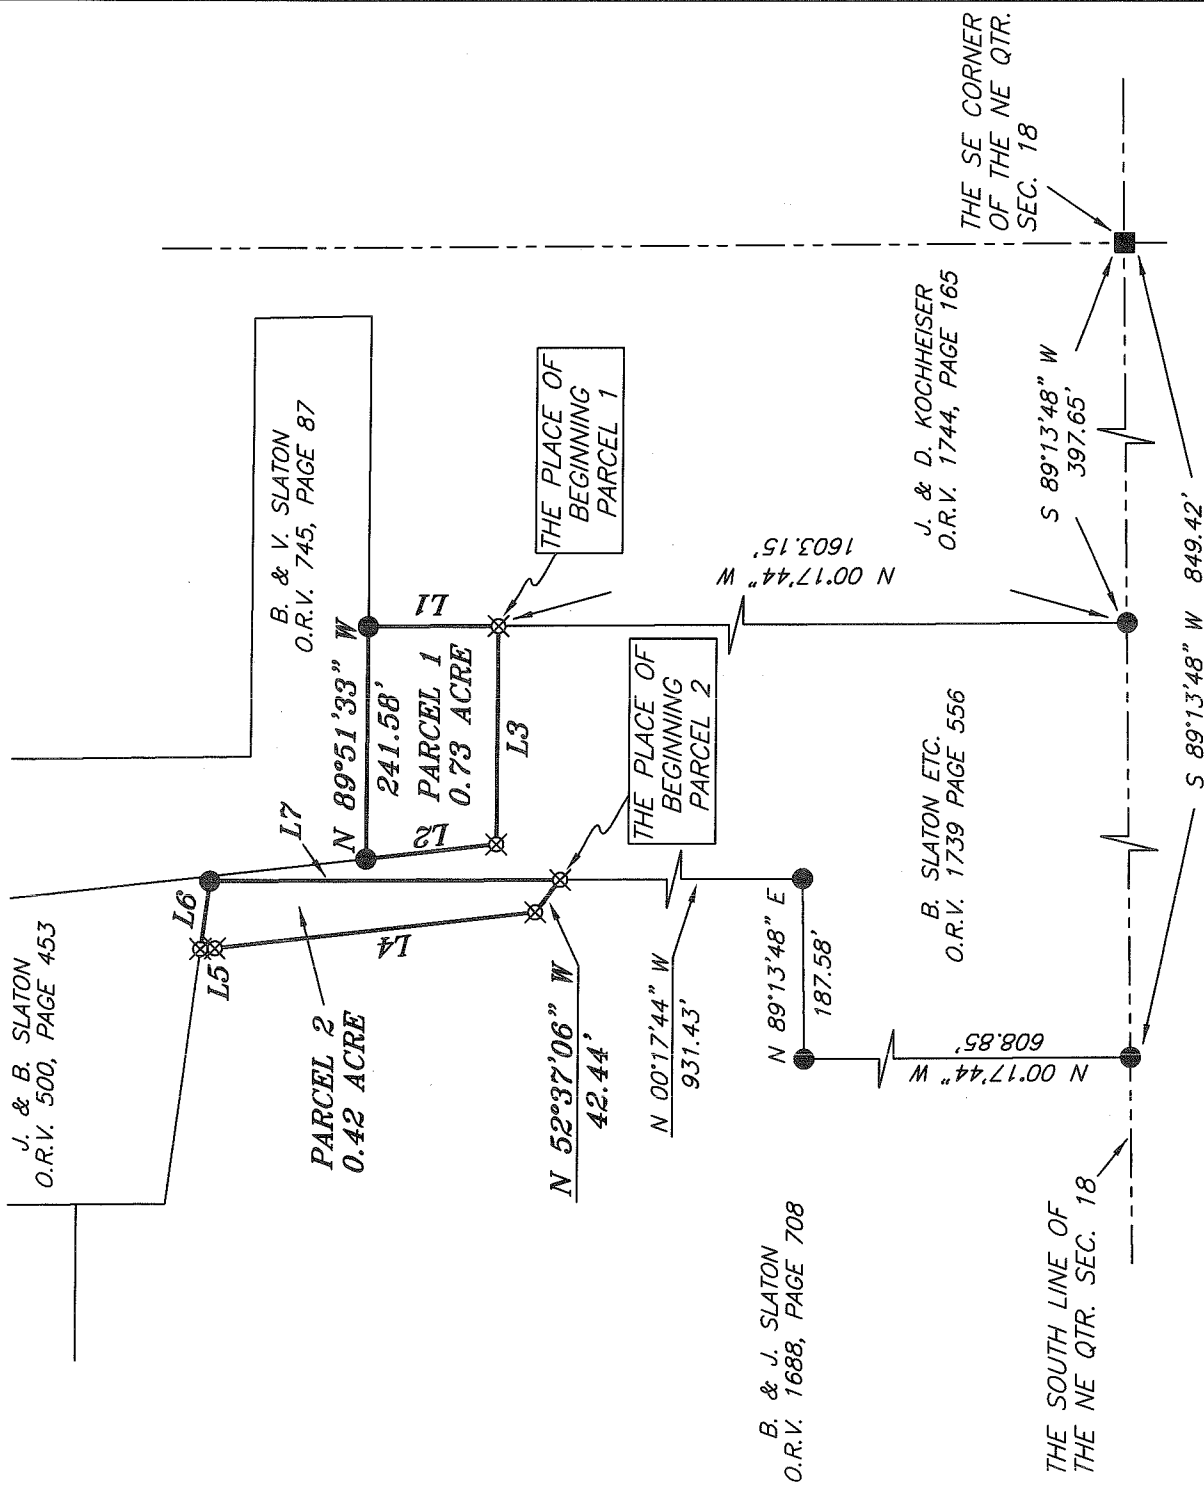 J. & B. SLATON
O.R.V. 500, PAGE 453
B. & V. SLATON
O.R.V. 745, PAGE 87
L6
L5
L7
L4
PARCEL 2
0.42 ACRE
N 89°51'33" W
241.58'
PARCEL 1
0.73 ACRE
L1
L2
L3
THE PLACE OF
BEGINNING
PARCEL 1
THE PLACE OF
BEGINNING
PARCEL 2
N 52°37'06" W
42.44'
N 00°17'44" W
931.43'
N 00°17'44" W
1603.15'
N 89°13'48" E
187.58'
N 00°17'44" W
608.85'
B. & J. SLATON
O.R.V. 1688, PAGE 708
B. SLATON ETC.
O.R.V. 1739 PAGE 556
J. & D. KOCHHEISER
O.R.V. 1744, PAGE 165
S 89°13'48" W
397.65'
THE SE CORNER
OF THE NE QTR.
SEC. 18
THE SOUTH LINE OF
THE NE QTR. SEC. 18
S 89°13'48" W 849.42'